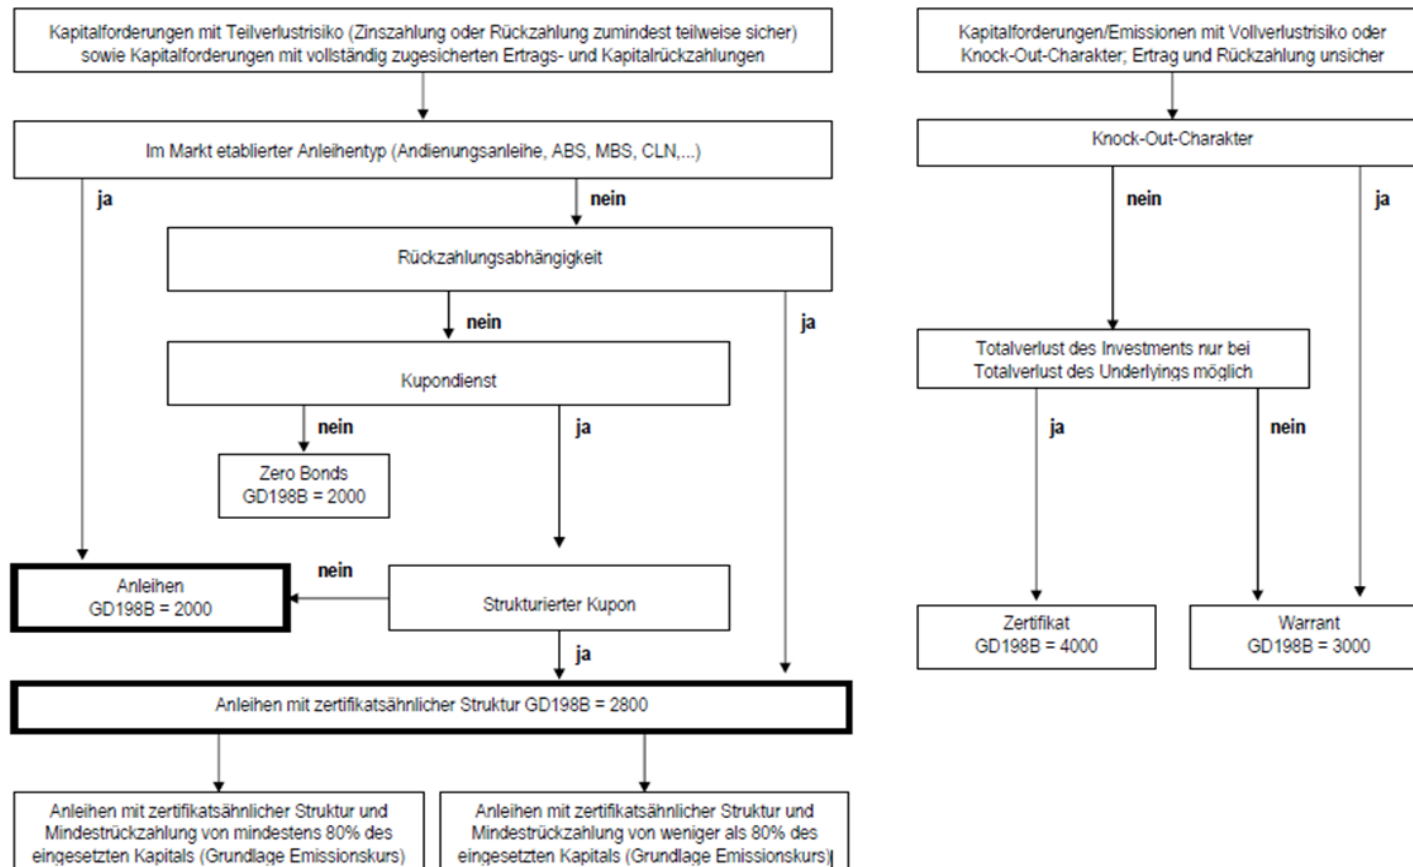 Kapitalforderungen mit Teilverlustrisiko (Zinszahlung oder Rückzahlung zumindest teilweise sicher)
sowie Kapitalforderungen mit vollständig zugesicherten Ertrags- und Kapitalrückzahlungen
Im Markt etablierter Anleihentyp (Andienungsanleihe, ABS, MBS, CLN,...)
ja
nein
Rückzahlungsabhängigkeit
nein
ja
Kupondienst
nein
ja
Zero Bonds
GD198B = 2000
Anleihen
GD198B = 2000
nein
Strukturierter Kupon
ja
Anleihen mit zertifikatsähnlicher Struktur GD198B = 2800
Anleihen mit zertifikatsähnlicher Struktur und
Mindestrückzahlung von mindestens 80% des
eingesetzten Kapitals (Grundlage Emissionskurs)
Anleihen mit zertifikatsähnlicher Struktur und
Mindestrückzahlung von weniger als 80% des
eingesetzten Kapitals (Grundlage Emissionskurs)
Kapitalforderungen/Emissionen mit Vollverlustrisiko oder
Knock-Out-Charakter; Ertrag und Rückzahlung unsicher
Knock-Out-Charakter
nein
ja
Totalverlust des Investments nur bei
Totalverlust des Underlyings möglich
ja
nein
Zertifikat
GD198B = 4000
Warrant
GD198B = 3000